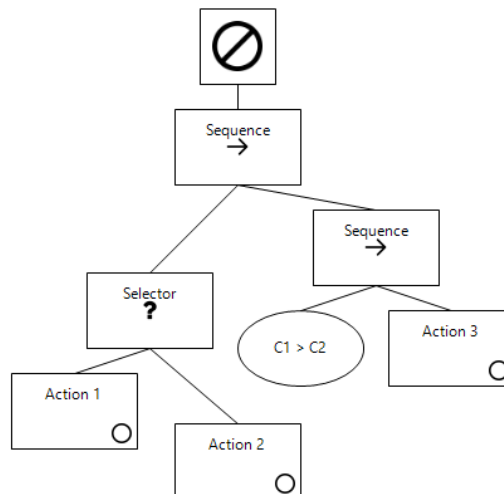 Sequence
→
Sequence
→
Selector
?
C1 > C2
Action 3
Action 1
Action 2